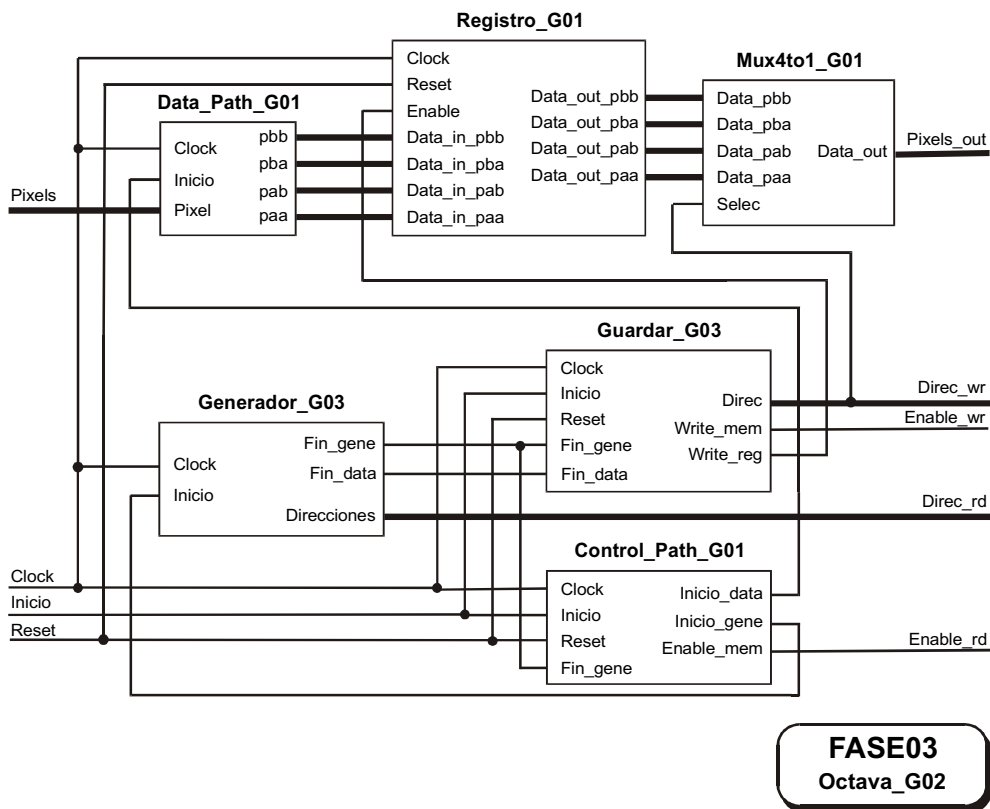 Registro_G01
Clock
Reset
Enable
Data_in_pbb
Data_in_pba
Data_in_pab
Data_in_paa
Data_out_pbb
Data_out_pba
Data_out_pab
Data_out_paa
Mux4to1_G01
Data_pbb
Data_pba
Data_pab
Data_paa
Selec
Data_out
Pixels_out
Data_Path_G01
Clock
Inicio
Pixel
pbb
pba
pab
paa
Pixels
Guardar_G03
Clock
Inicio
Reset
Fin_gene
Fin_data
Direc
Write_mem
Write_reg
Direc_wr
Enable_wr
Generador_G03
Clock
Inicio
Fin_gene
Fin_data
Direcciones
Direc_rd
Control_Path_G01
Clock
Inicio
Reset
Fin_gene
Inicio_data
Inicio_gene
Enable_mem
Enable_rd
Clock
Inicio
Reset
FASE03
Octava_G02